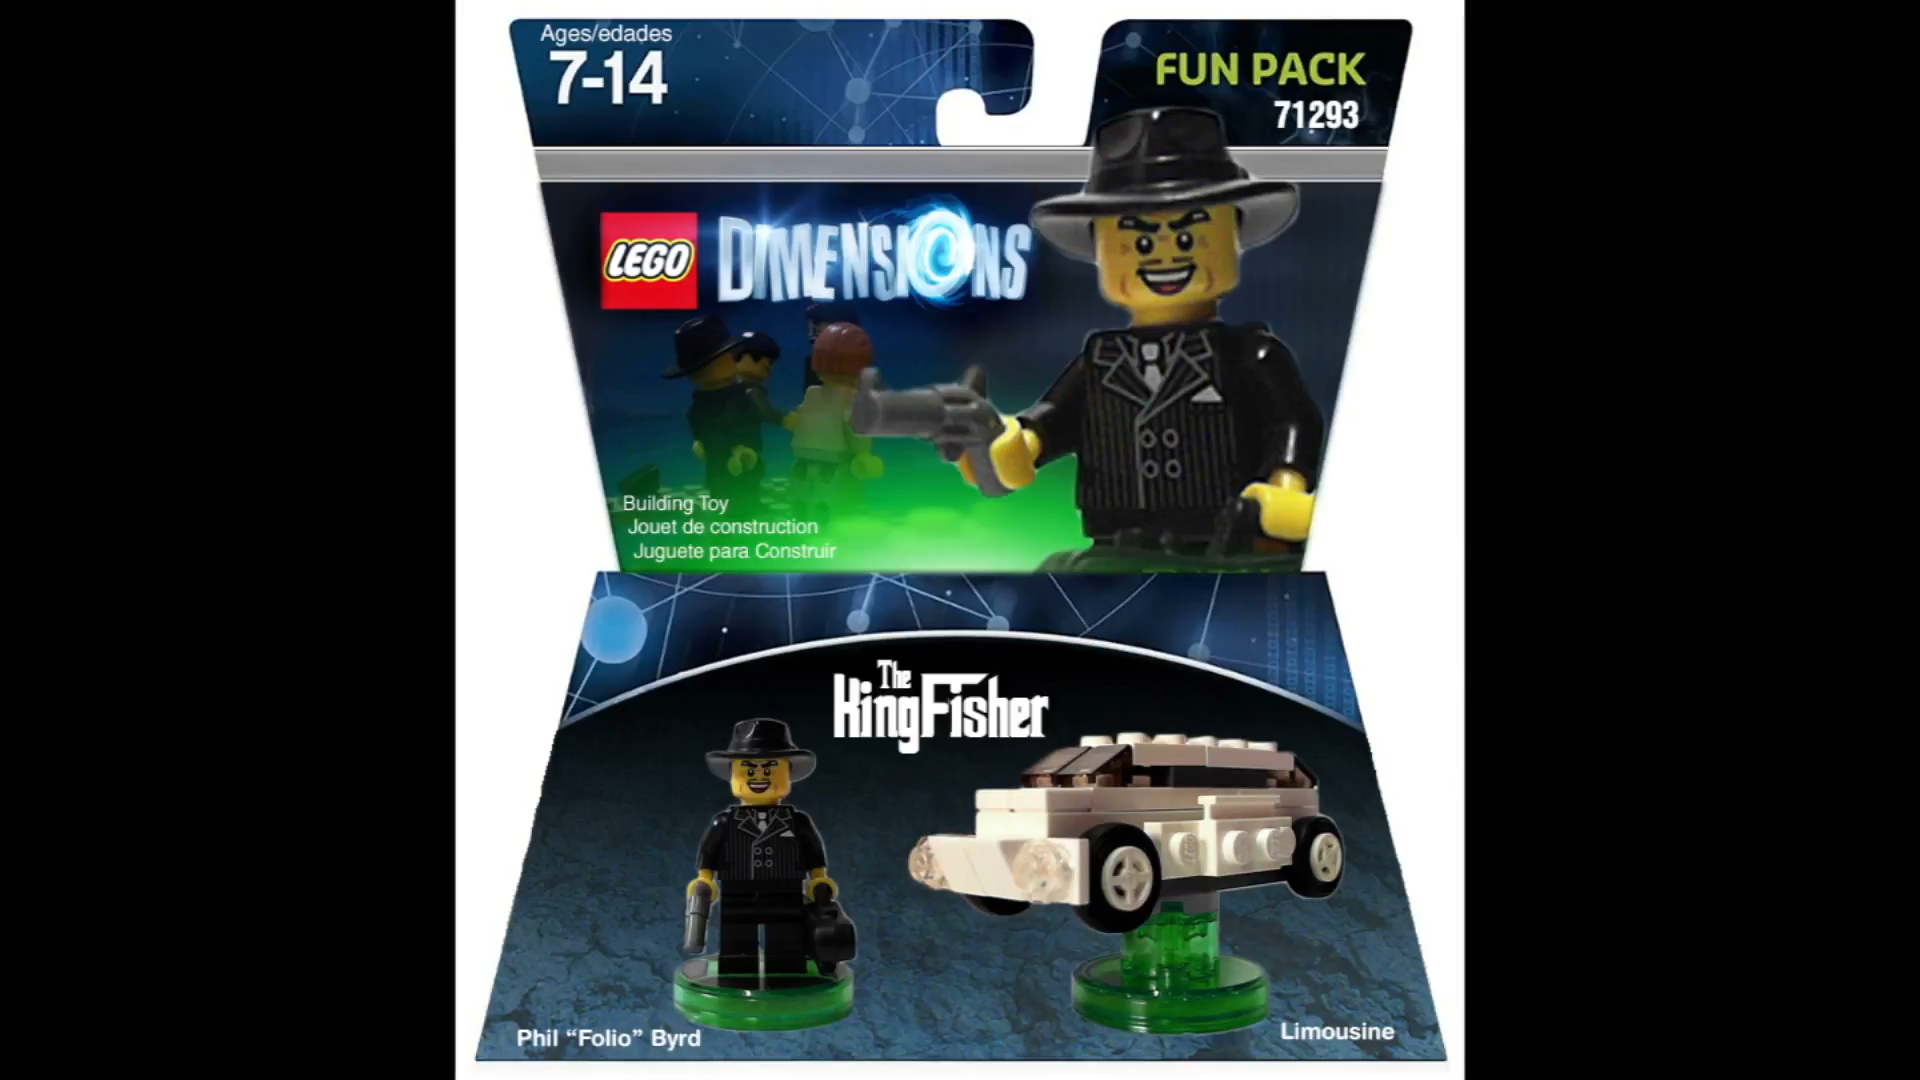 Ages/edades
7-14
FUN PACK
71293
LEGO
DIMENSIONS
Building Toy
Jouet de construction
Juguete para Construir
The
KingFisher
Phil “Folio” Byrd
Limousine